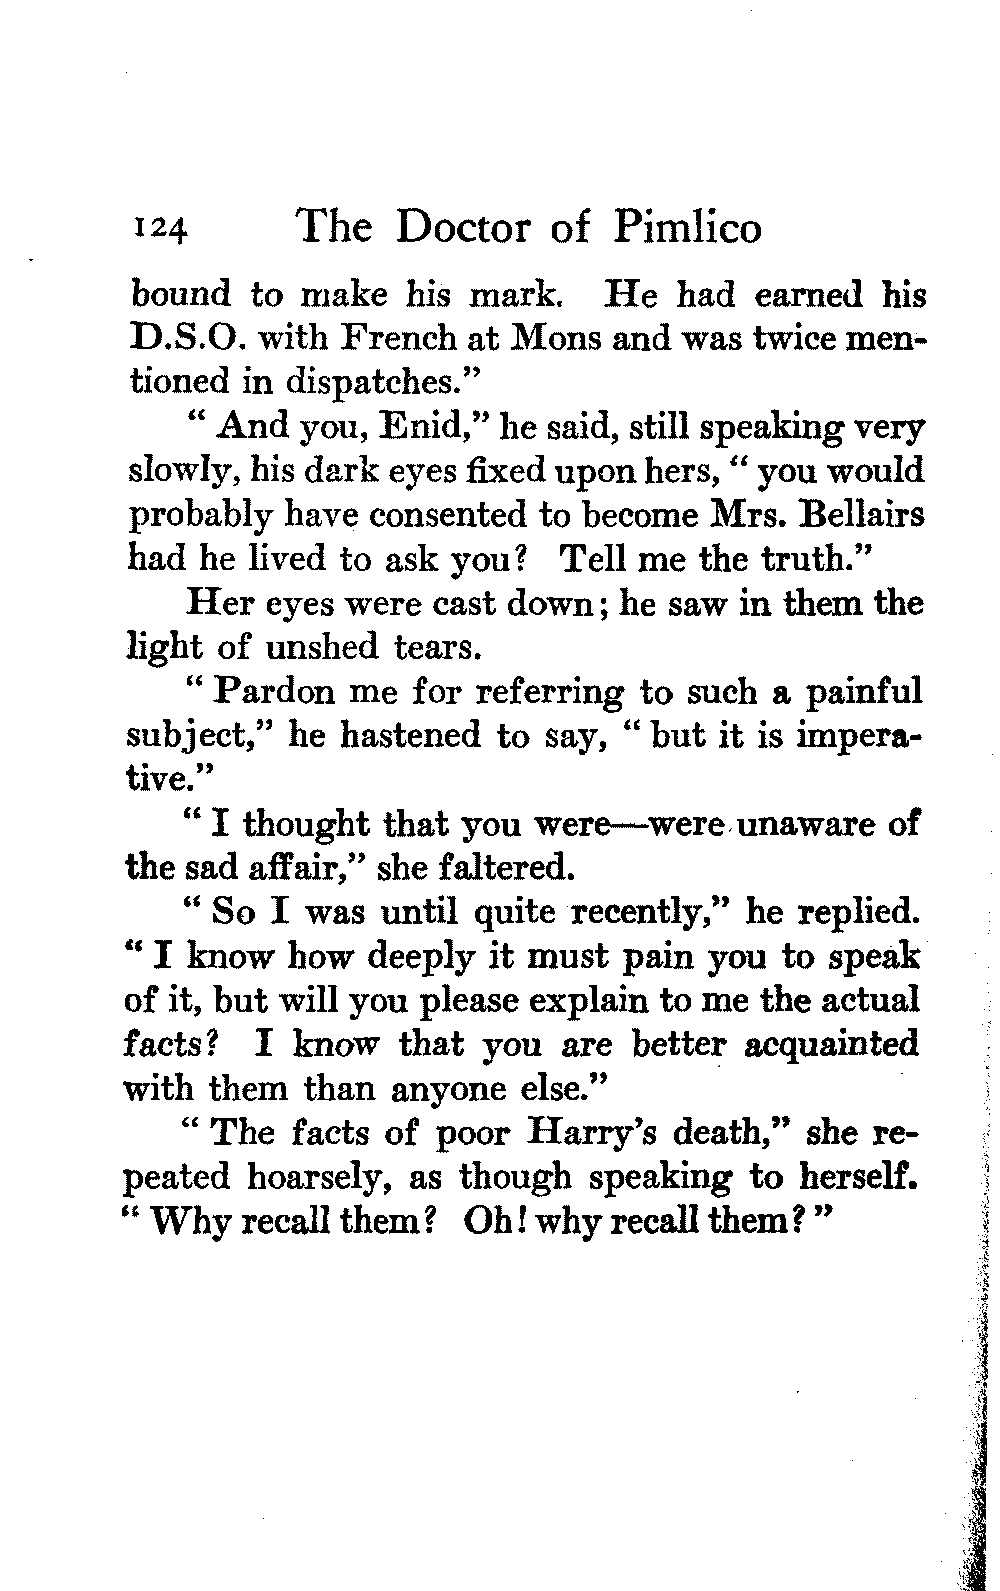 124 The Doctor of Pimlico
bound to make his mark. He had earned his
D.S.O. with French at Mons and was twice men-
tioned in dispatches.”
“ And you, Enid,” he said, still speaking very
slowly, his dark eyes fixed upon hers, “ you would
probably have consented to become Mrs. Bellairs
had he lived to ask you? Tell me the truth.”
Her eyes were cast down; he saw in them the
light of unshed tears.
“ Pardon me for referring to such a painful
subject,” he hastened to say, “ but it is impera-
tive.”
“ I thought that you were—were unaware of
the sad affair,” she faltered.
“ So I was until quite recently,” he replied.
“ I know how deeply it must pain you to speak
of it, but will you please explain to me the actual
facts? I know that you are better acquainted
with them than anyone else.”
“ The facts of poor Harry’s death,” she re-
peated hoarsely, as though speaking to herself.
“ Why recall them? Oh! why recall them? ”